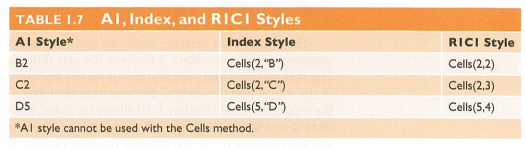 TABLE 1.7 A1, Index, and R1C1 Styles
A1 Style* Index Style R1C1 Style
B2 Cells(2,“B”) Cells(2,2)
C2 Cells(2,“C”) Cells(2,3)
D5 Cells(5,“D”) Cells(5,4)
*A1 style cannot be used with the Cells method.